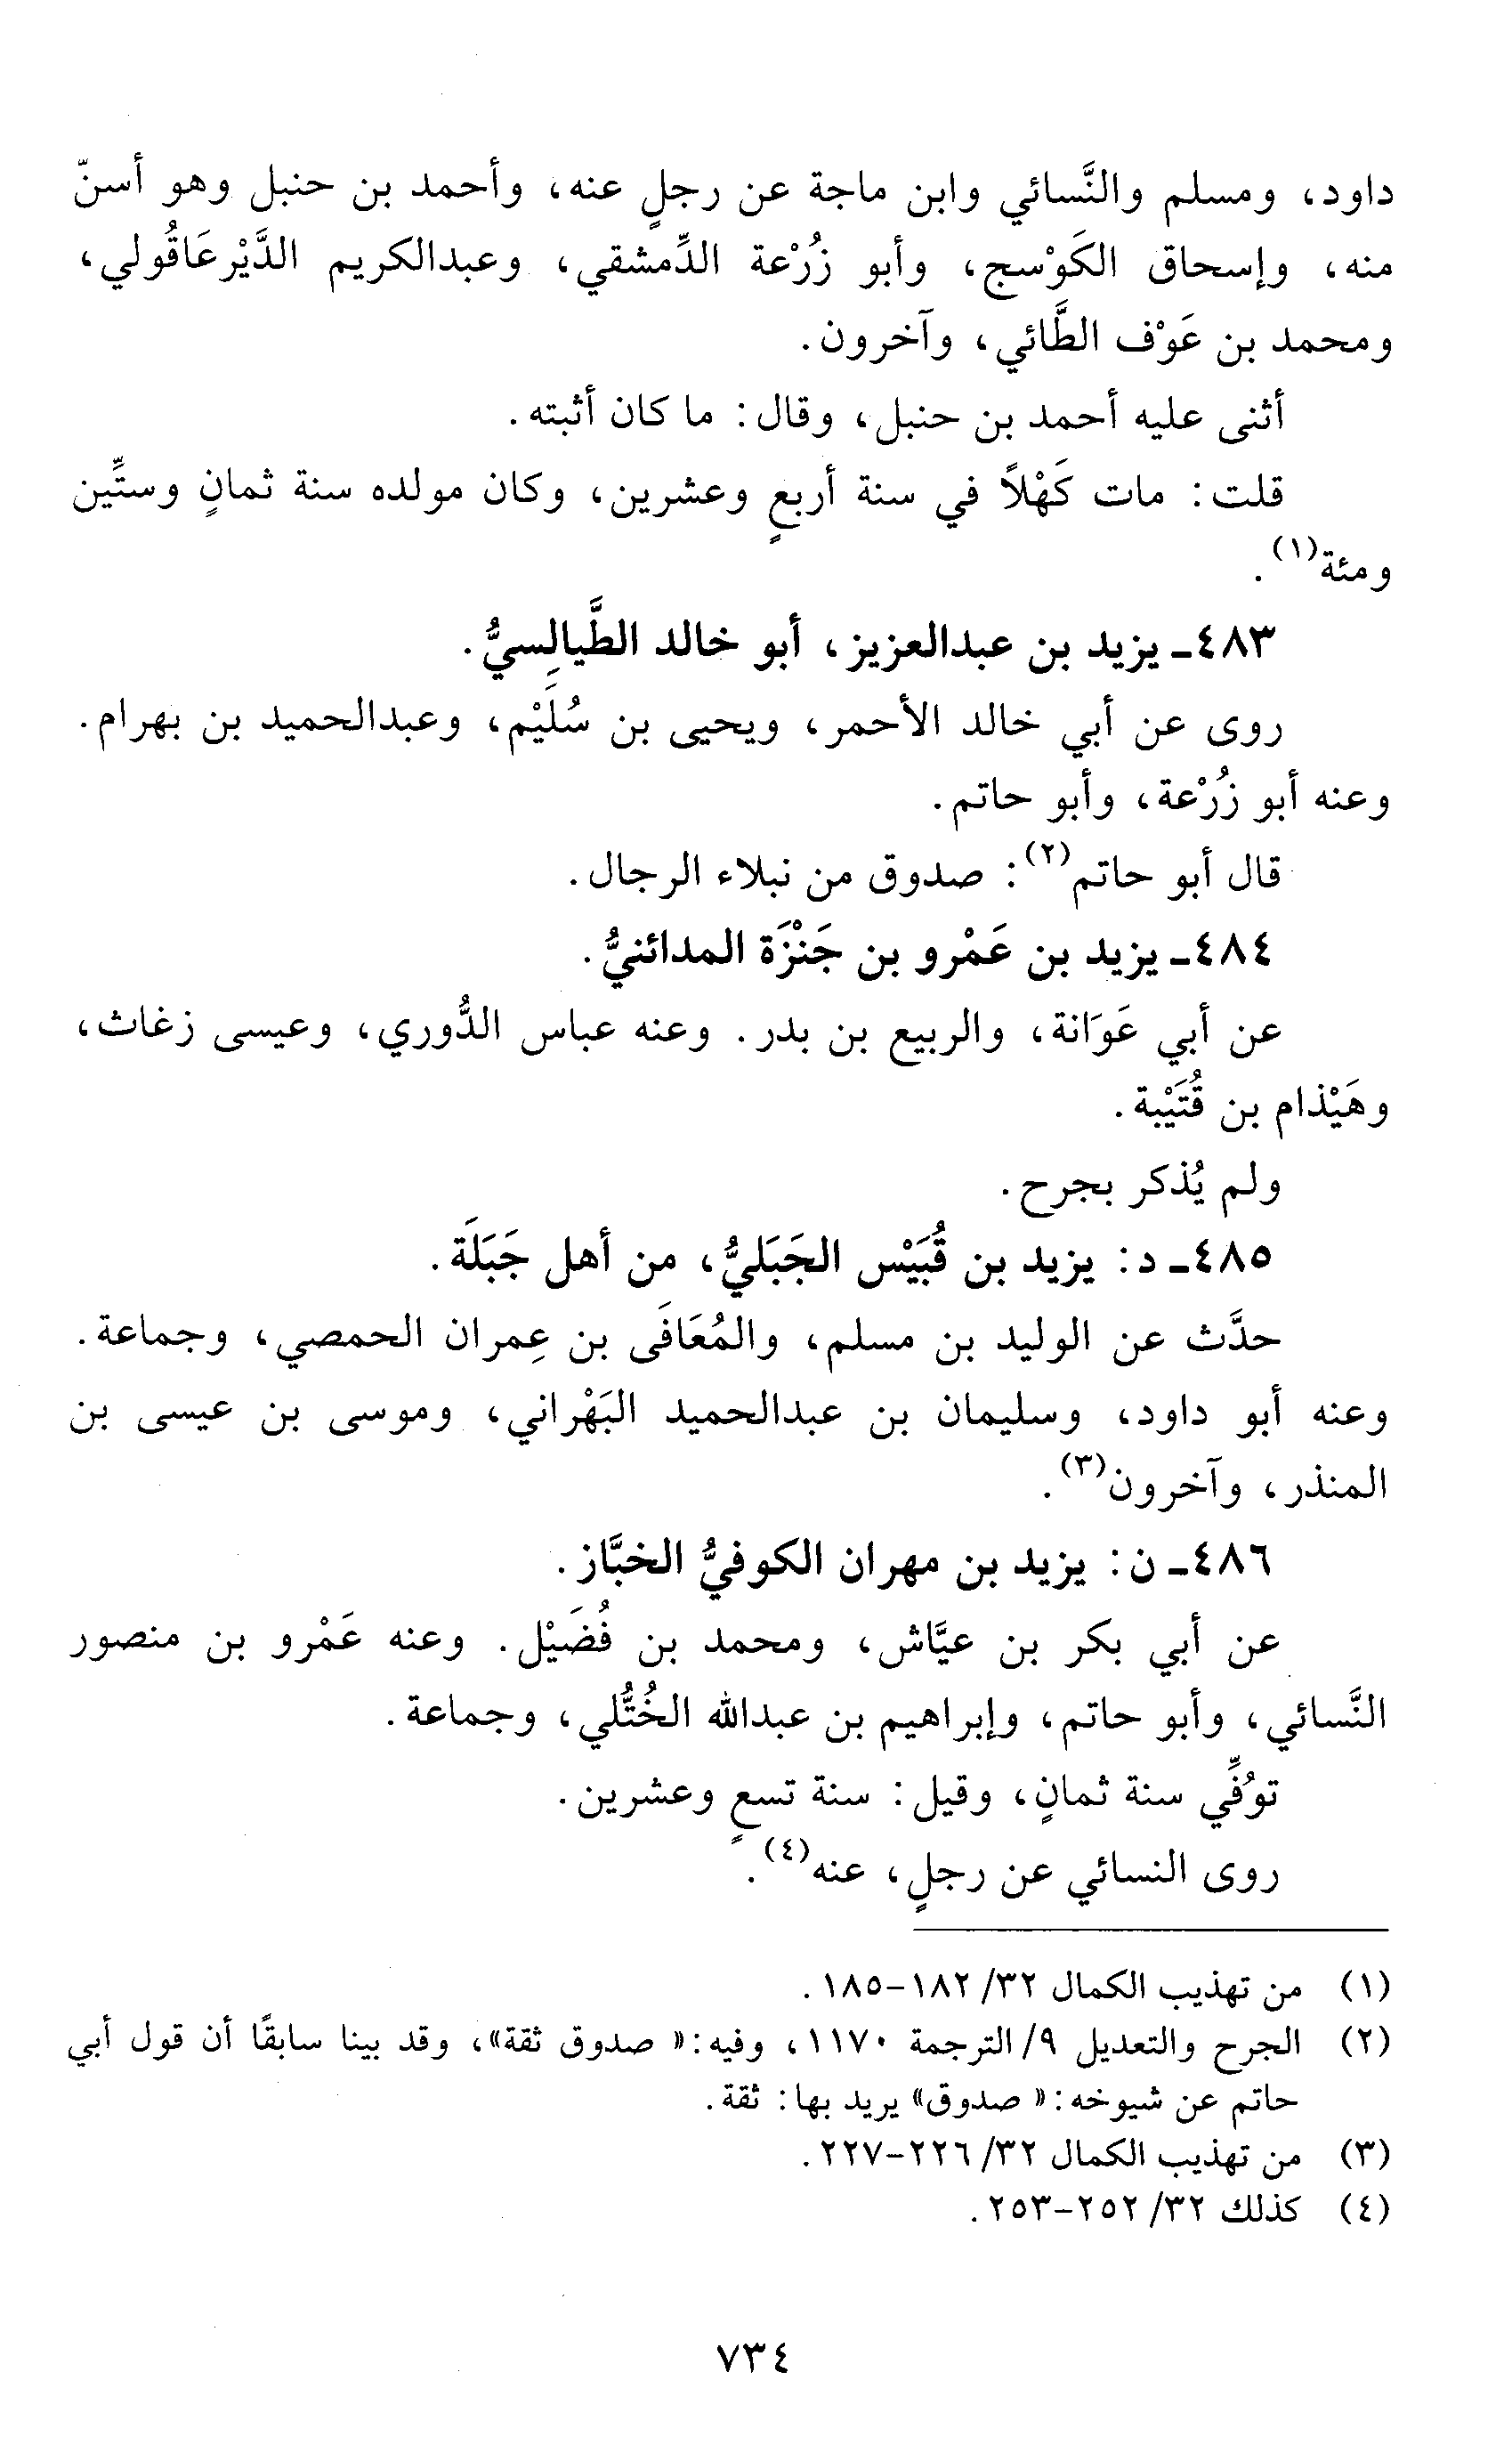 داود، ومسلم والنَّسائي وابن ماجة عن رجلٍ عنه، وأحمد بن حنبل وهو أسنّ
منه، وإسحاق الكَوْسج، وأبو زُرْعة الدِّمشقي، وعبدالكريم الدَّيْرعَاقُولي،
ومحمد بن عَوْف الطَّائي، وآخرون.
أثنى عليه أحمد بن حنبل، وقال: ما كان أثبته.
قلت: مات كَهْلاً في سنة أربعٍ وعشرين، وكان مولده سنة ثمانٍ وستِّين
ومئة(١).
٤٨٣ـ يزيد بن عبدالعزيز، أبو خالد الطَّيالِسيُّ.
روى عن أبي خالد الأحمر، ويحيى بن سُلَيْم، وعبدالحميد بن بهرام.
وعنه أبو زُرْعة، وأبو حاتم.
قال أبو حاتم(٢): صدوق من نبلاء الرجال.
٤٨٤ـ يزيد بن عَمْرو بن جَنْزَة المدائنيُّ.
عن أبي عَوَانة، والربيع بن بدر. وعنه عباس الدُّوري، وعيسى زغاث،
وهَيْذام بن قُتَيْبة.
ولم يُذكر بجرح.
٤٨٥ـ د: يزيد بن قُبَيْس الجَبَليُّ، من أهل جَبَلَة.
حدَّث عن الوليد بن مسلم، والمُعَافَى بن عِمران الحمصي، وجماعة.
وعنه أبو داود، وسليمان بن عبدالحميد البَهْراني، وموسى بن عيسى بن
المنذر، وآخرون(٣).
٤٨٦ـ ن: يزيد بن مهران الكوفيُّ الخبَّاز.
عن أبي بكر بن عيَّاش، ومحمد بن فُضَيْل. وعنه عَمْرو بن منصور
النَّسائي، وأبو حاتم، وإبراهيم بن عبدالله الخُتُّلي، وجماعة.
توُفِّي سنة ثمانٍ، وقيل: سنة تسعٍ وعشرين.
روى النسائي عن رجلٍ، عنه(٤).
(١) من تهذيب الكمال ٣٢/ ١٨٢-١٨٥.
(٢) الجرح والتعديل ٩/ الترجمة ١١٧٠، وفيه: «صدوق ثقة»، وقد بينا سابقًا أن قول أبي
حاتم عن شيوخه: «صدوق» يريد بها: ثقة.
(٣) من تهذيب الكمال ٣٢/ ٢٢٦-٢٢٧.
(٤) كذلك ٣٢/ ٢٥٢-٢٥٣.
٧٣٤